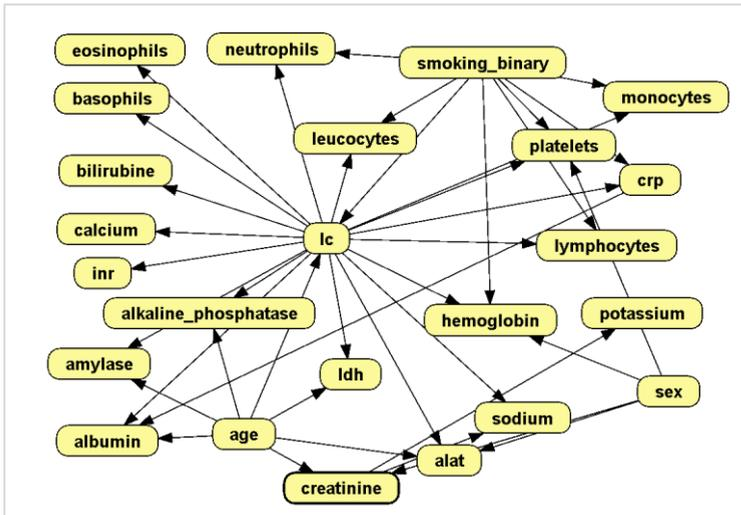 eosinophils
neutrophils
smoking_binary
basophils
monocytes
leucocytes
platelets
bilirubine
crp
calcium
lc
lymphocytes
inr
alkaline_phosphatase
hemoglobin
potassium
amylase
ldh
sex
sodium
albumin
age
alat
creatinine